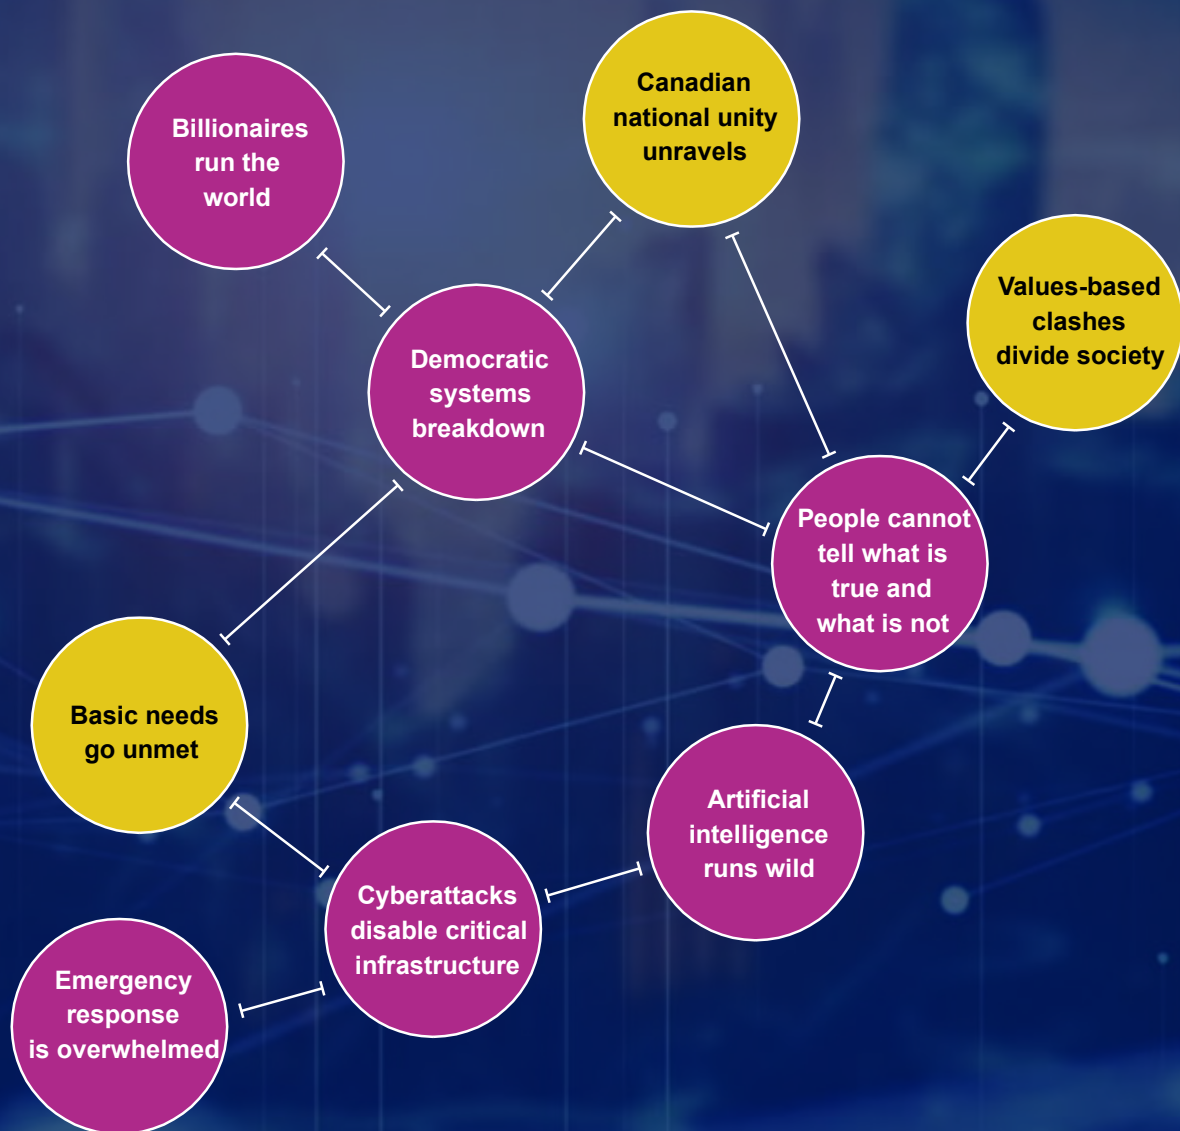 Canadian
national unity
unravels
Billionaires
run the
world
Values-based
clashes
divide society
Democratic
systems
breakdown
People cannot
tell what is
true and
what is not
Basic needs
go unmet
Artificial
intelligence
runs wild
Cyberattacks
disable critical
infrastructure
Emergency
response
is overwhelmed